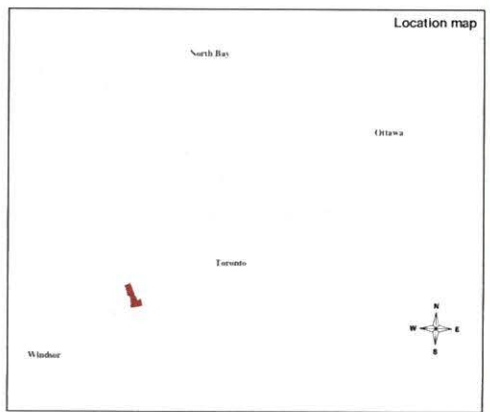 Location map
North Bay
Ottawa
Toronto
N
W E
S
Windsor